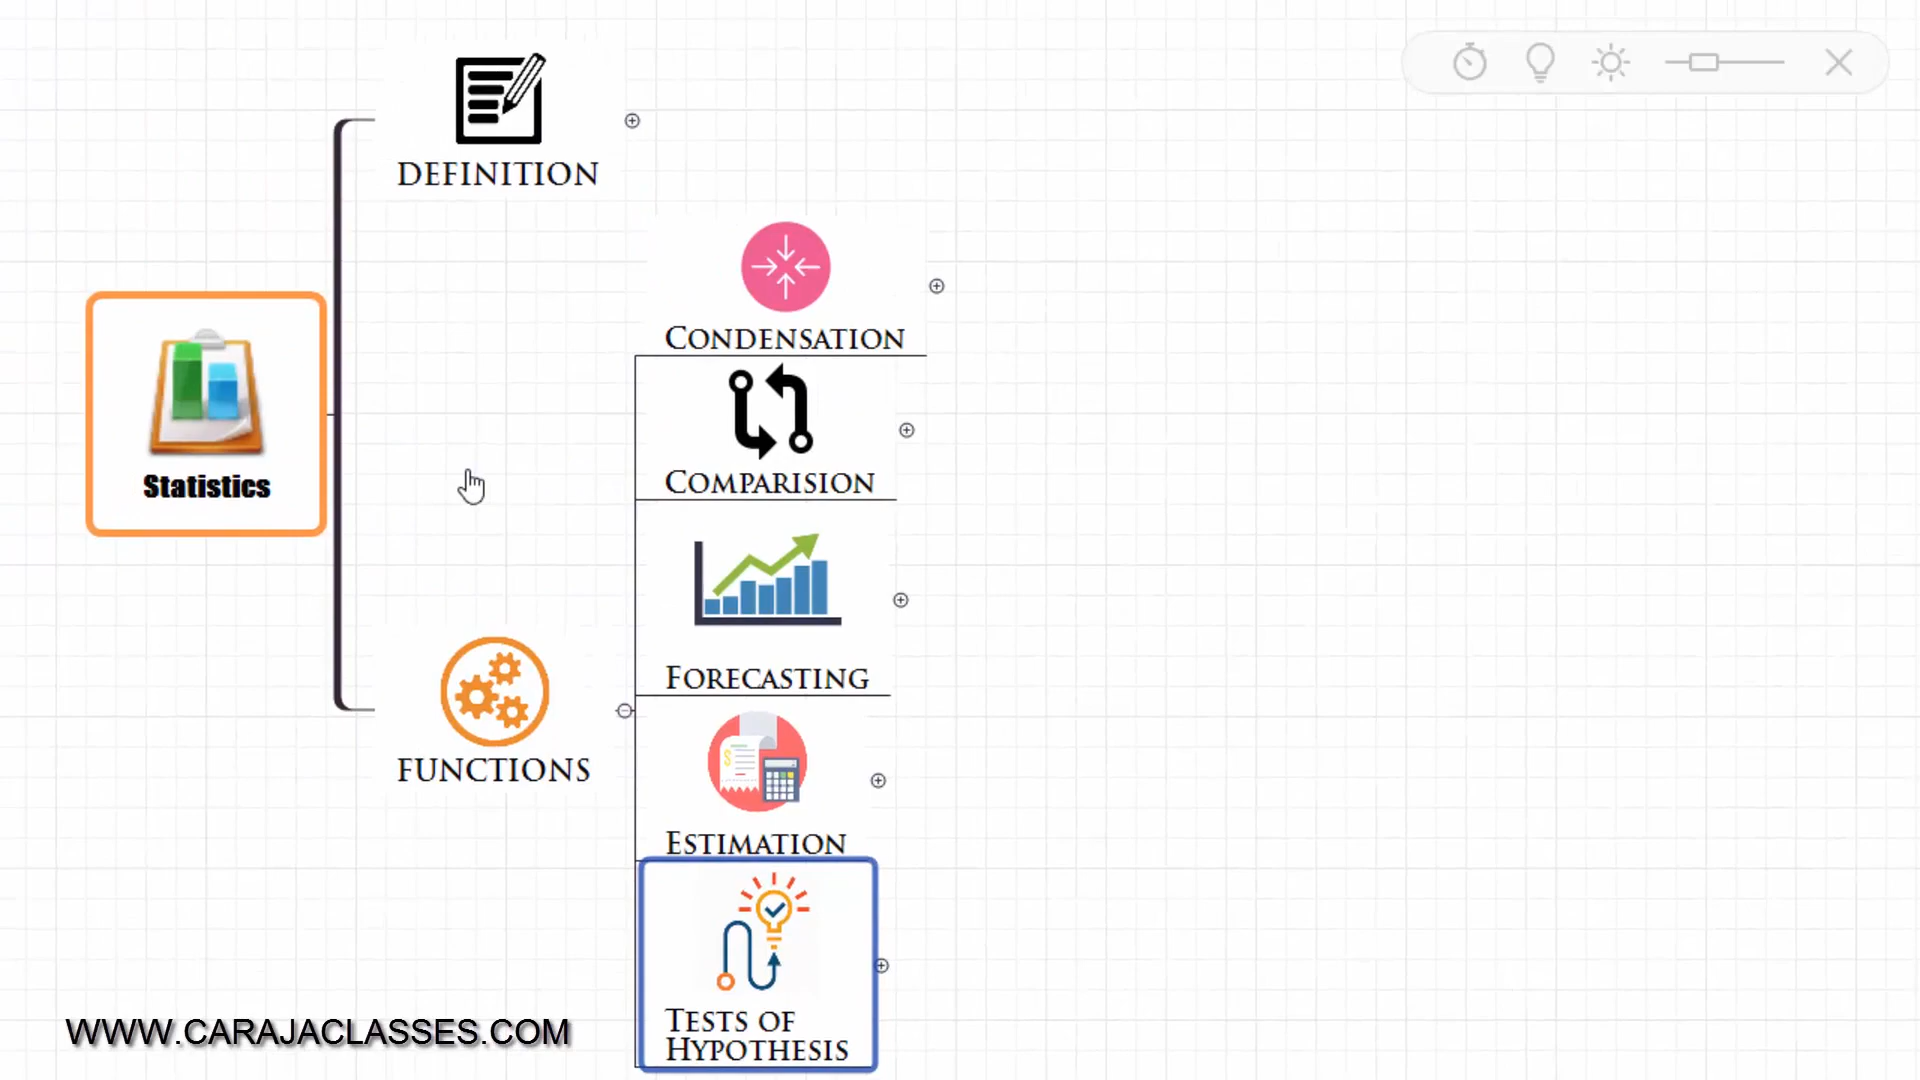 DEFINITION
CONDENSATION
COMPARISION
Statistics
FORECASTING
FUNCTIONS
ESTIMATION
TESTS OF
HYPOTHESIS
WWW.CARAJACLASSES.COM